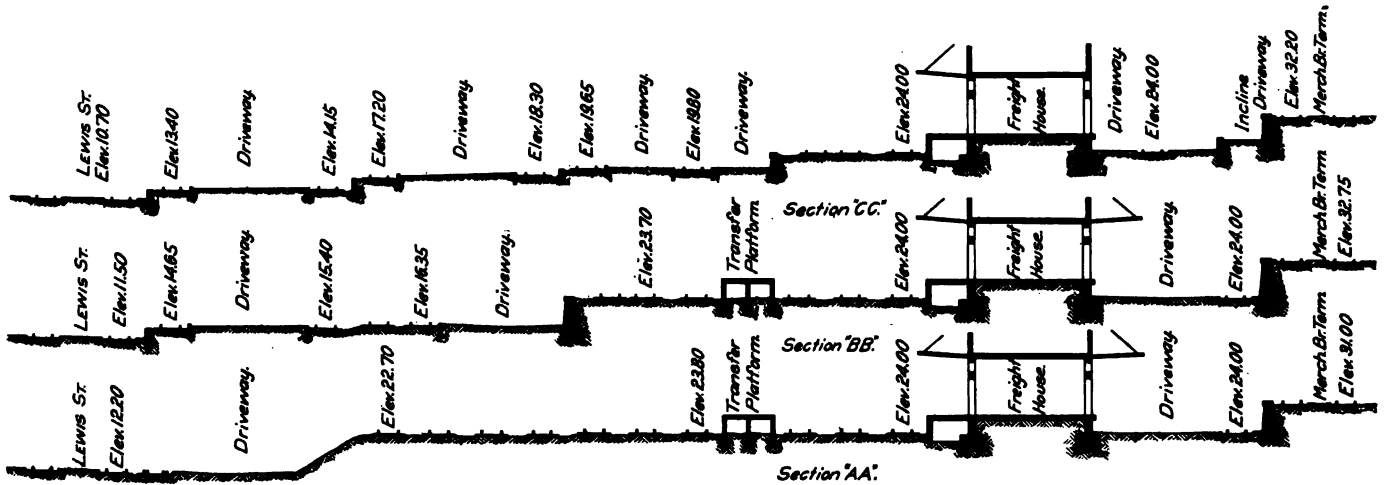 Lewis St.
Elev.10.70
Elev.13.40
Driveway.
Elev.14.15
Elev.17.20
Driveway.
Elev.18.30
Elev.19.65
Driveway.
Elev.19.80
Driveway.
Elev.24.00
Freight
House.
Driveway
Elev.24.00
Incline
Driveway.
Elev.32.20
Merch.Br.Term.
Section "CC."
Lewis St.
Elev.11.50
Elev.14.65
Driveway.
Elev.15.40
Elev.16.35
Driveway.
Elev.23.70
Transfer
Platform.
Elev.24.00
Freight
House.
Driveway.
Elev.24.00
Merch.Br.Term
Elev.32.75
Section "BB."
Lewis St.
Elev.12.20
Driveway.
Elev.22.70
Elev.23.80
Transfer
Platform.
Elev.24.00
Freight
House.
Driveway
Elev.24.00
Merch.Br.Term
Elev.31.00
Section "AA".